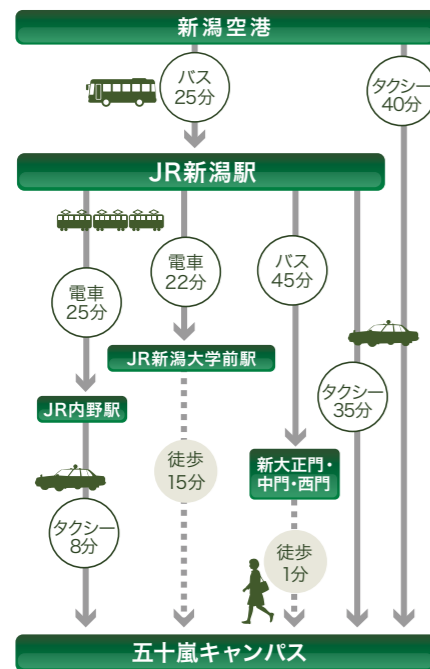 新潟空港
バス
25分
タクシー
40分
JR新潟駅
電車
25分
電車
22分
バス
45分
タクシー
35分
JR新潟大学前駅
JR内野駅
徒歩
15分
新大正門・
中門・西門
タクシー
8分
徒歩
1分
五十嵐キャンパス